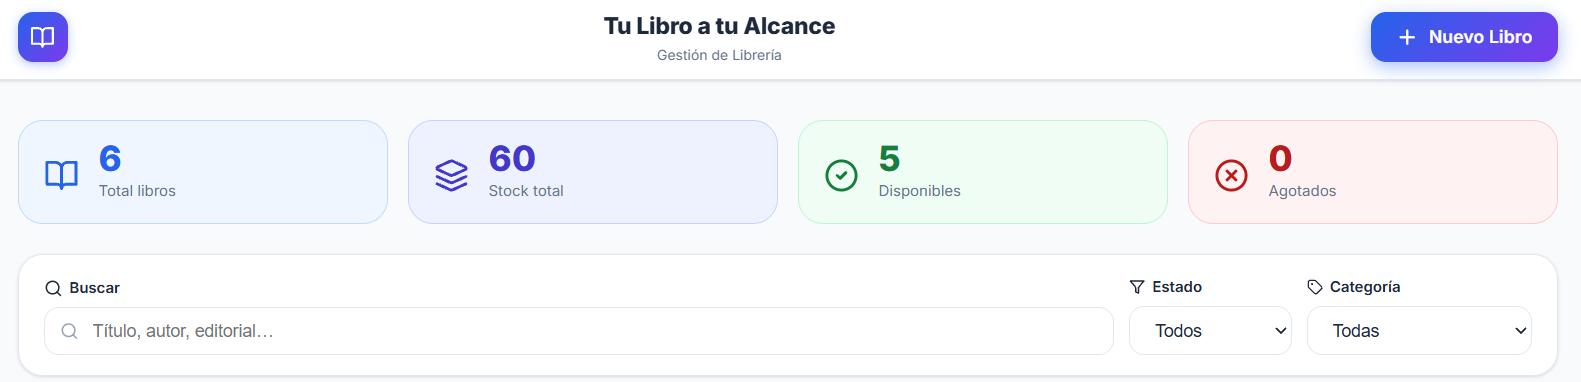 Tu Libro a tu Alcance
Gestión de Librería
Nuevo Libro
6
Total libros
60
Stock total
5
Disponibles
0
Agotados
Buscar
Título, autor, editorial…
Estado
Todos
Categoría
Todas